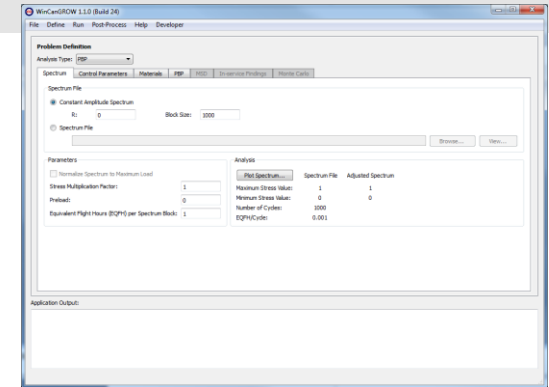 WinCanGROW 1.1.0 (Build 24)
File Define Run Post-Process Help Developer
Problem Definition
Analysis Type: PBP
Spectrum Control Parameters Materials PBP MSD In-service Findings Monte Carlo
Spectrum File
Constant Amplitude Spectrum
R: 0 Block Size: 1000
Spectrum File
Browse... View...
Parameters Analysis
Normalize Spectrum to Maximum Load Plot Spectrum... Spectrum File Adjusted Spectrum
Stress Multiplication Factor: 1 Maximum Stress Value: 1 1
Preload: 0 Minimum Stress Value: 0 0
Equivalent Flight Hours (EQFH) per Spectrum Block: 1 Number of Cycles: 1000
EQFH/Cycle: 0.001
Application Output: